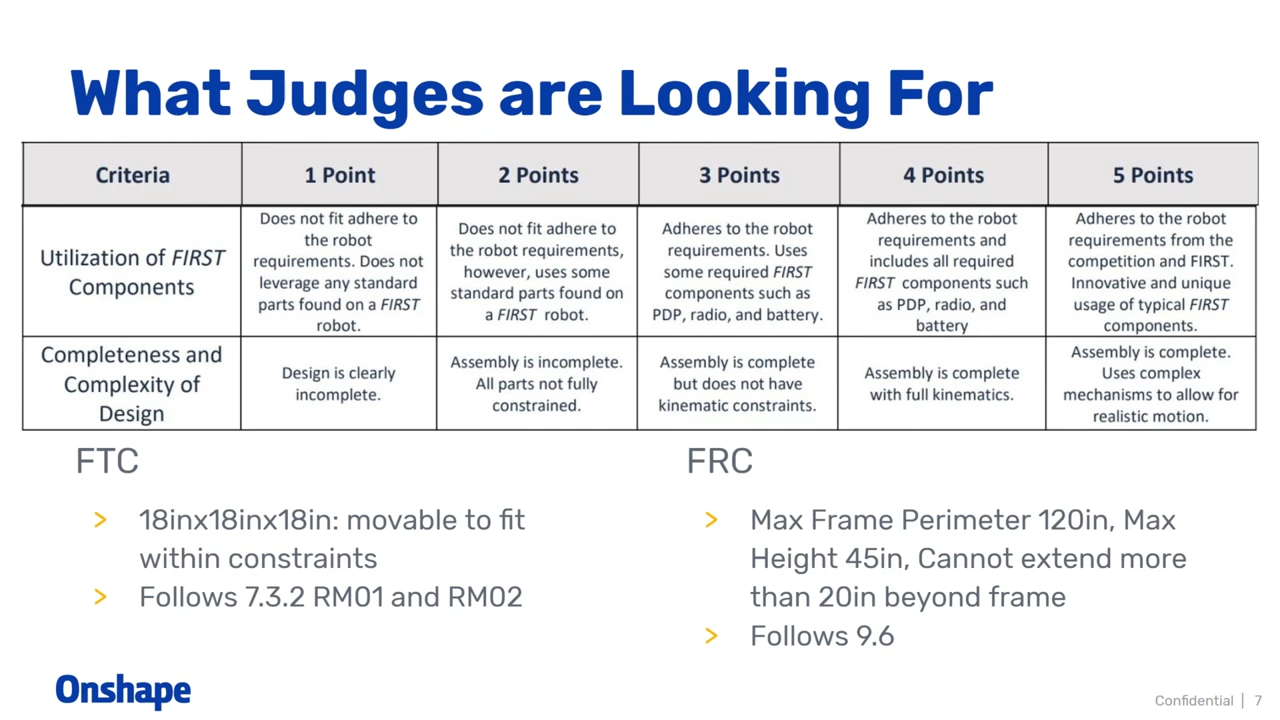 What Judges are Looking For
Criteria
1 Point
2 Points
3 Points
4 Points
5 Points
Utilization of FIRST
Components
Does not fit adhere to
the robot
requirements. Does not
leverage any standard
parts found on a FIRST
robot.
Does not fit adhere to
the robot requirements,
however, uses some
standard parts found on
a FIRST robot.
Adheres to the robot
requirements. Uses
some required FIRST
components such as
PDP, radio, and battery.
Adheres to the robot
requirements and
includes all required
FIRST components such
as PDP, radio, and
battery
Adheres to the robot
requirements from the
competition and FIRST.
Innovative and unique
usage of typical FIRST
components.
Completeness and
Complexity of
Design
Design is clearly
incomplete.
Assembly is incomplete.
All parts not fully
constrained.
Assembly is complete
but does not have
kinematic constraints.
Assembly is complete
with full kinematics.
Assembly is complete.
Uses complex
mechanisms to allow for
realistic motion.
FTC
> 18inx18inx18in: movable to fit
within constraints
> Follows 7.3.2 RM01 and RM02
FRC
> Max Frame Perimeter 120in, Max
Height 45in, Cannot extend more
than 20in beyond frame
> Follows 9.6
Onshape
Confidential | 7